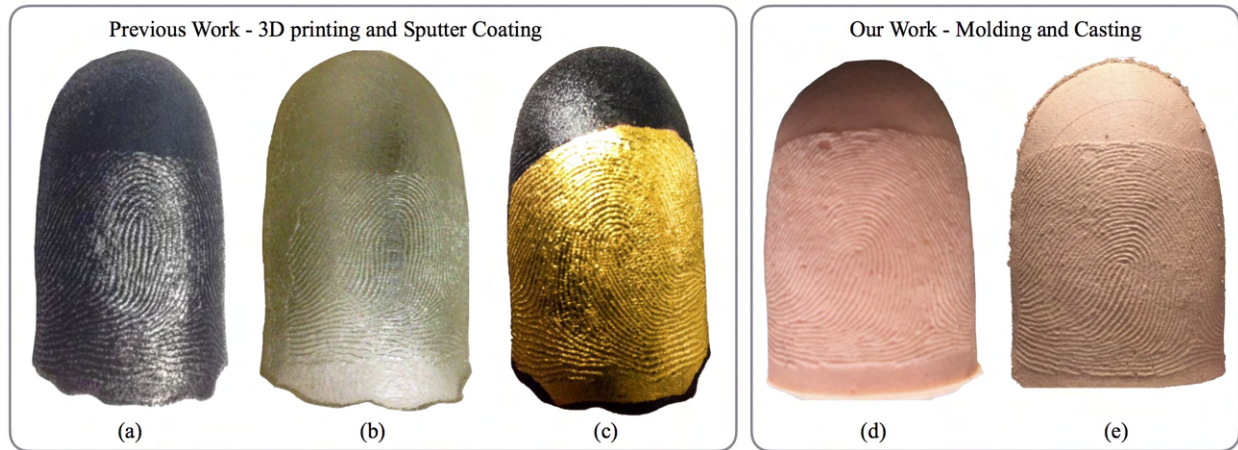 Previous Work - 3D printing and Sputter Coating
Our Work - Molding and Casting
(a)
(b)
(c)
(d)
(e)